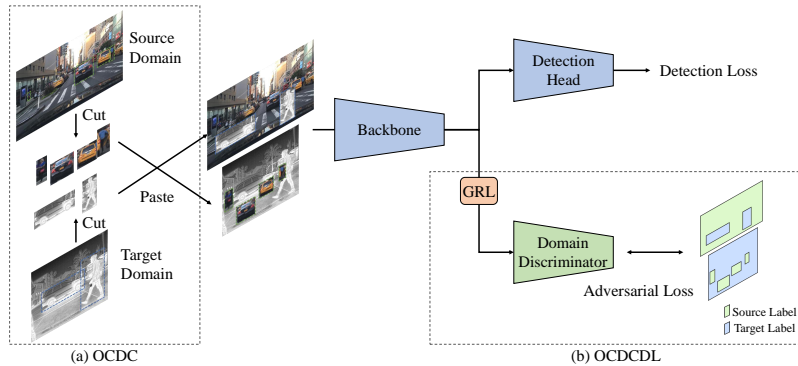 Source
Domain
Cut
Paste
Cut
Target
Domain
(a) OCDC
Backbone
Detection
Head
Detection Loss
GRL
Domain
Discriminator
Adversarial Loss
Source Label
Target Label
(b) OCDCDL